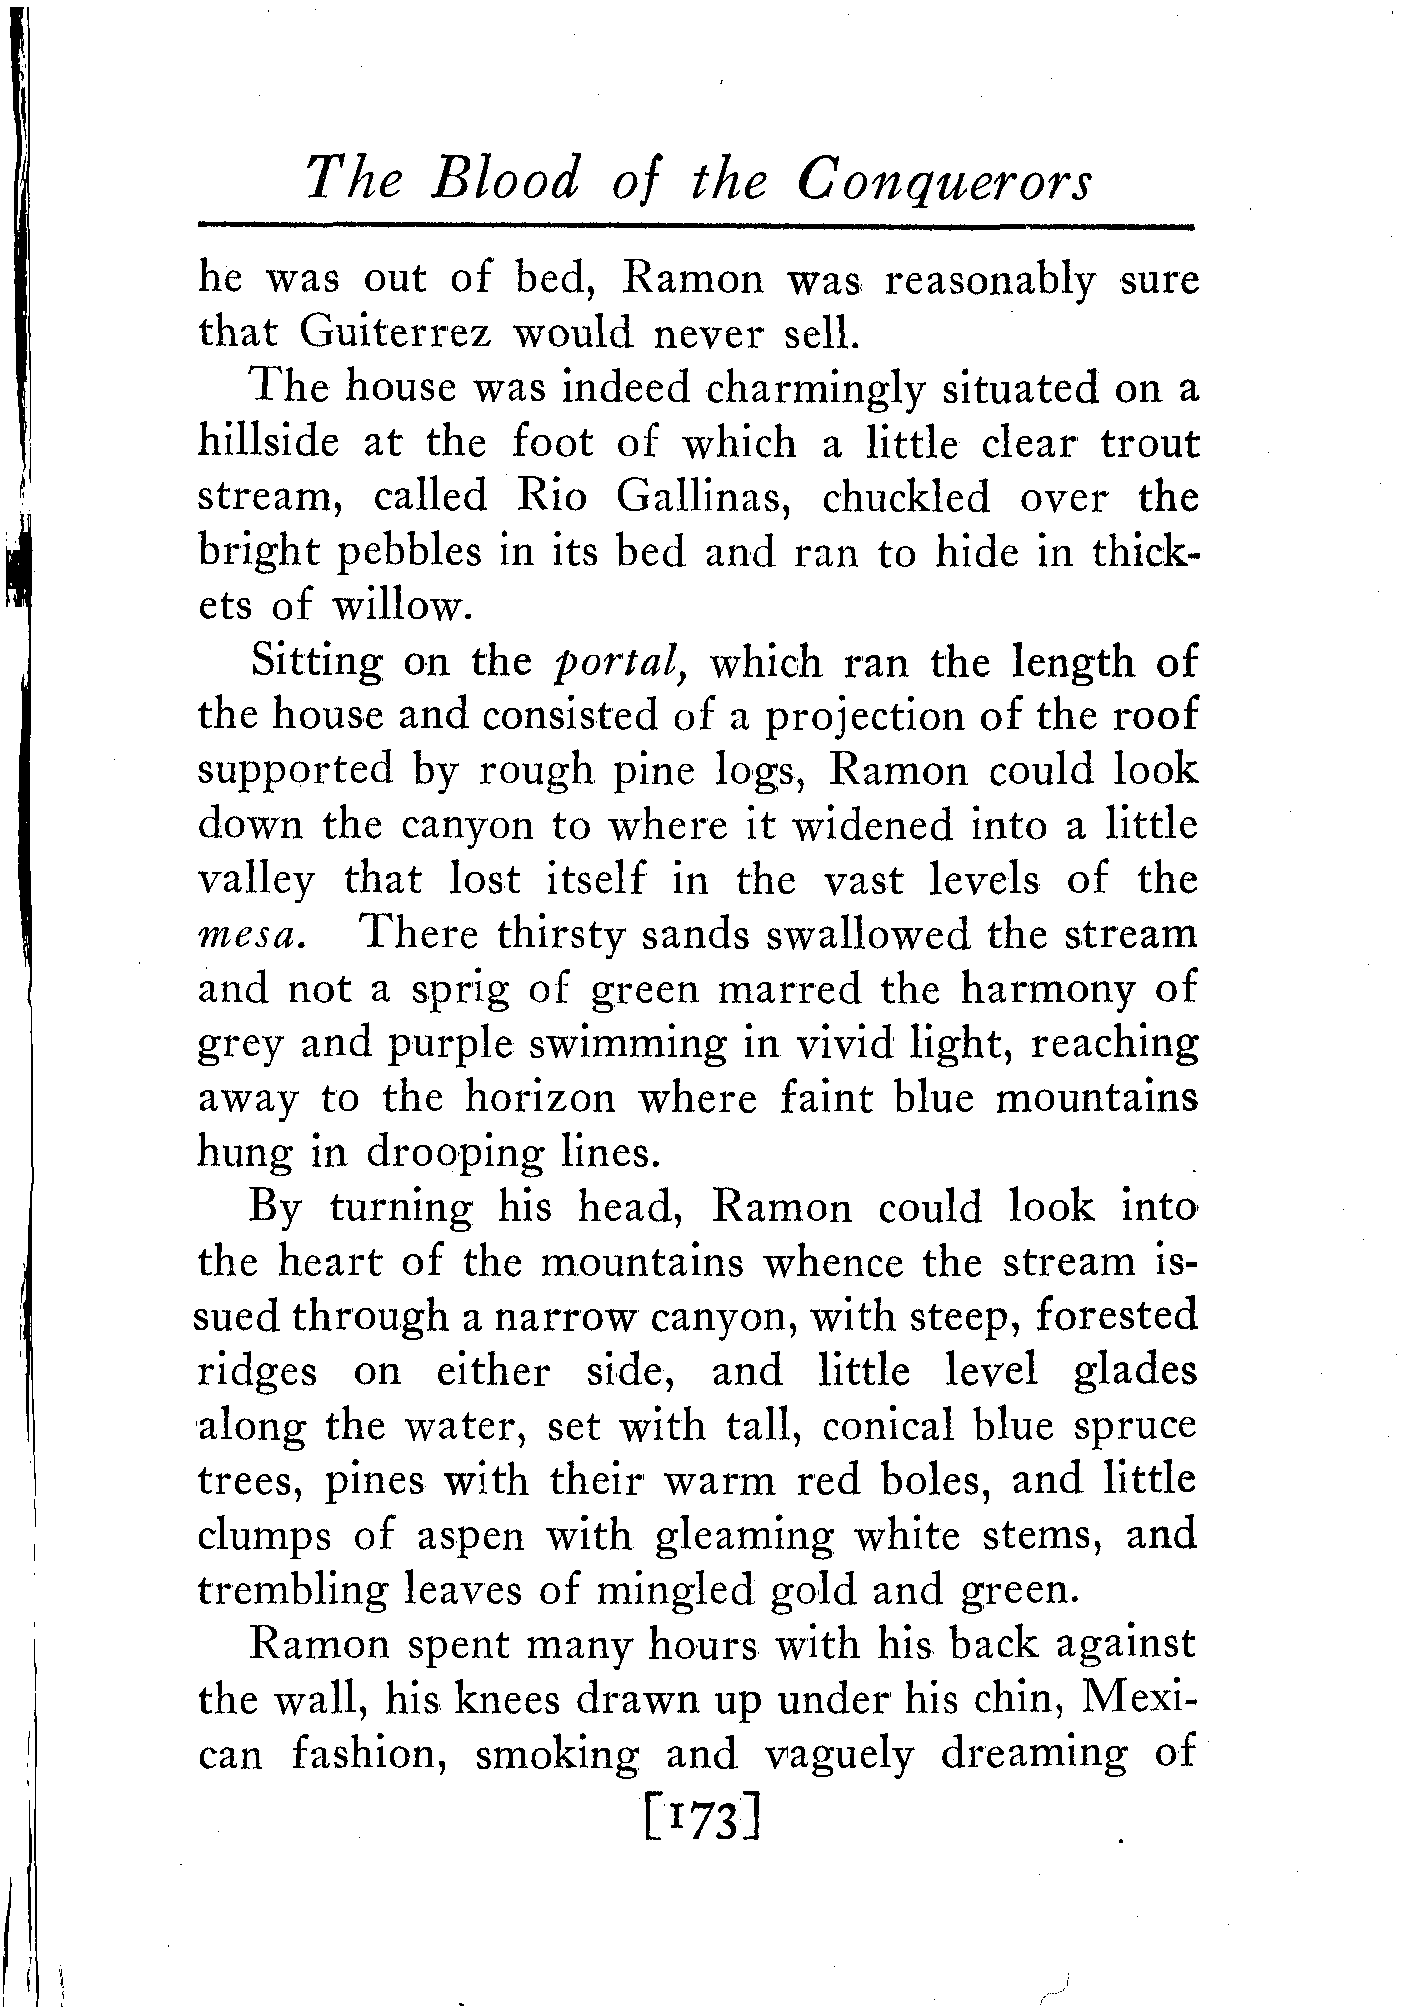 The Blood of the Conquerors
he was out of bed, Ramon was reasonably sure
that Guiterrez would never sell.
The house was indeed charmingly situated on a
hillside at the foot of which a little clear trout
stream, called Rio Gallinas, chuckled over the
bright pebbles in its bed and ran to hide in thick-
ets of willow.
Sitting on the portal, which ran the length of
the house and consisted of a projection of the roof
supported by rough pine logs, Ramon could look
down the canyon to where it widened into a little
valley that lost itself in the vast levels of the
mesa. There thirsty sands swallowed the stream
and not a sprig of green marred the harmony of
grey and purple swimming in vivid light, reaching
away to the horizon where faint blue mountains
hung in drooping lines.
By turning his head, Ramon could look into
the heart of the mountains whence the stream is-
sued through a narrow canyon, with steep, forested
ridges on either side, and little level glades
along the water, set with tall, conical blue spruce
trees, pines with their warm red boles, and little
clumps of aspen with gleaming white stems, and
trembling leaves of mingled gold and green.
Ramon spent many hours with his back against
the wall, his knees drawn up under his chin, Mexi-
can fashion, smoking and vaguely dreaming of
[173]